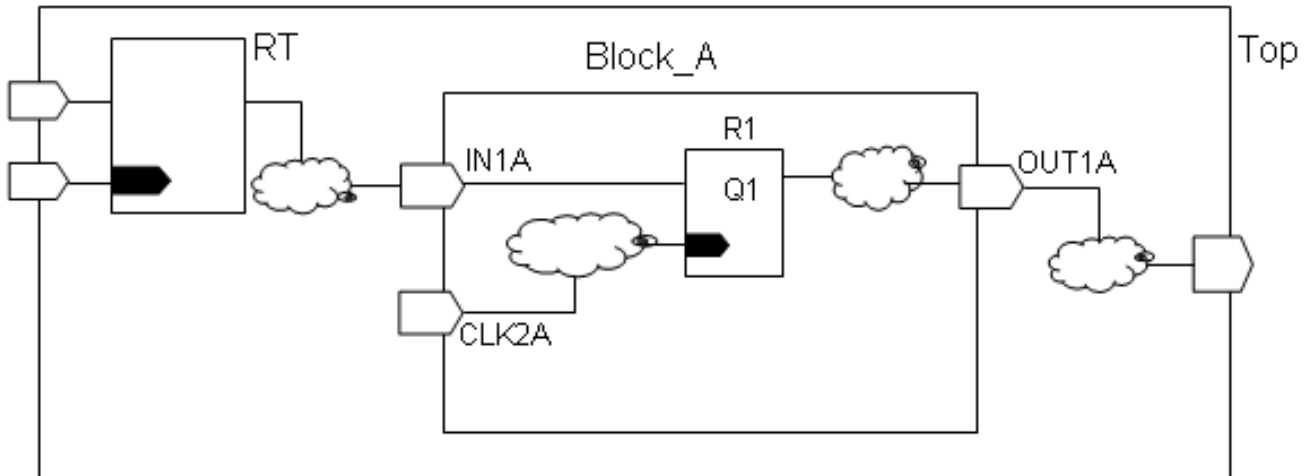 RT
Block_A
Top
R1
IN1A
OUT1A
Q1
CLK2A